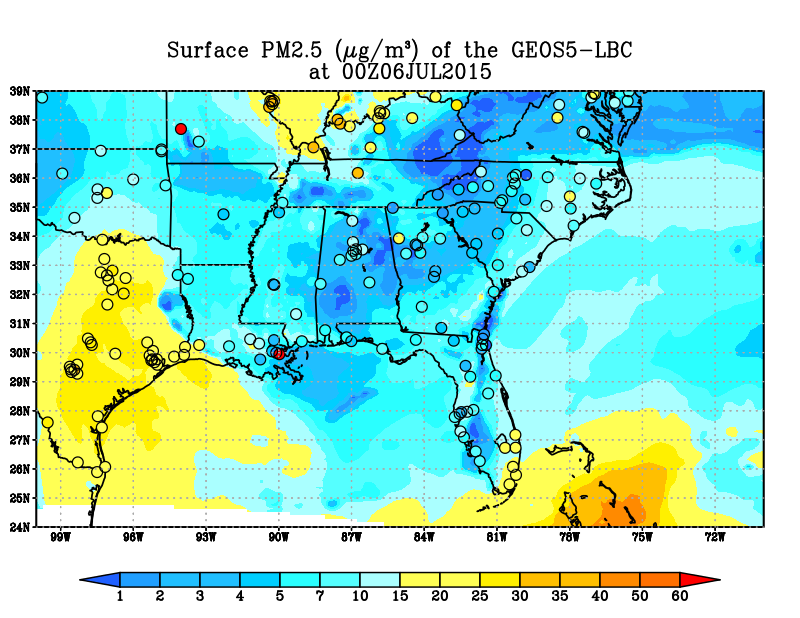 Surface PM2.5 (μg/m³) of the GEOS5-LBC
at 00Z06JUL2015
39N
38N
37N
36N
35N
34N
33N
32N
31N
30N
29N
28N
27N
26N
25N
24N
99W 96W 93W 90W 87W 84W 81W 78W 75W 72W
1 2 3 4 5 7 10 15 20 25 30 35 40 50 60